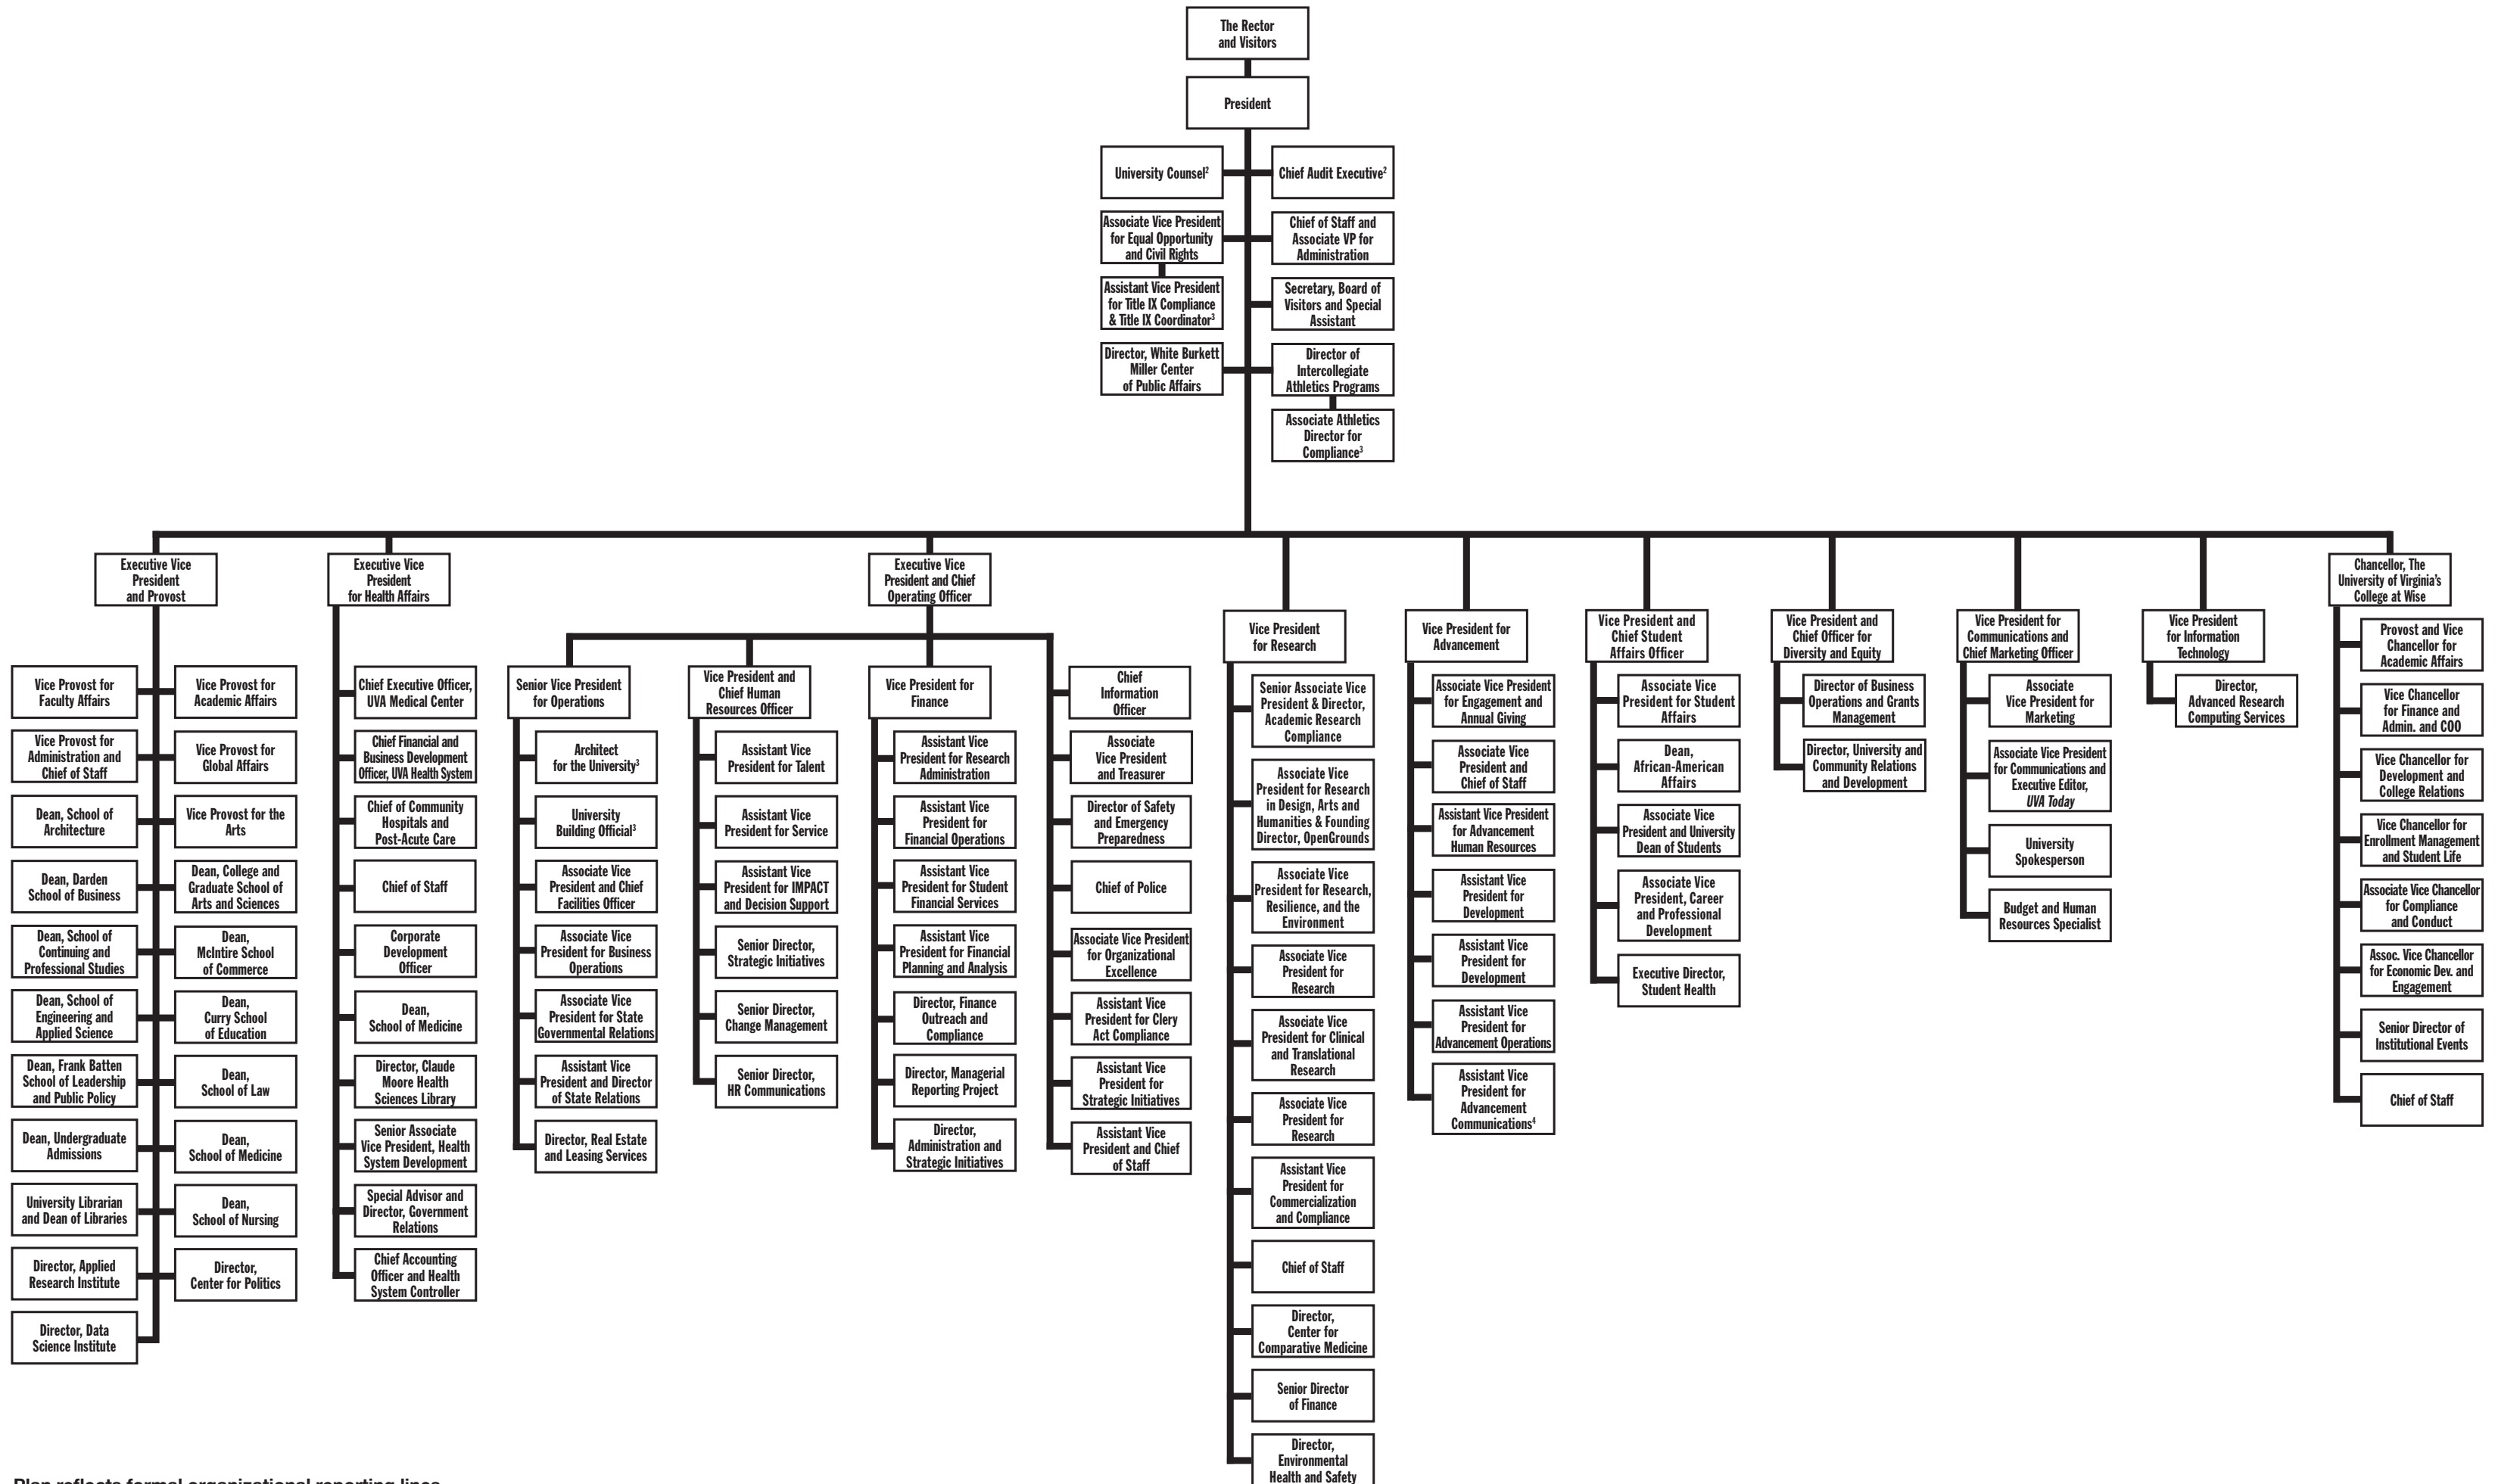 The Rector
and Visitors
President
University Counsel²
Chief Audit Executive²
Associate Vice President
for Equal Opportunity
and Civil Rights
Chief of Staff and
Associate VP for
Administration
Assistant Vice President
for Title IX Compliance
& Title IX Coordinator³
Secretary, Board of
Visitors and Special
Assistant
Director, White Burkett
Miller Center
of Public Affairs
Director of
Intercollegiate
Athletics Programs
Associate Athletics
Director for
Compliance³
Executive Vice
President
and Provost
Vice Provost for
Faculty Affairs
Vice Provost for
Academic Affairs
Vice Provost for
Administration and
Chief of Staff
Vice Provost for
Global Affairs
Dean, School of
Architecture
Vice Provost for the
Arts
Dean, Darden
School of Business
Dean, College and
Graduate School of
Arts and Sciences
Dean, School of
Continuing and
Professional Studies
Dean,
McIntire School
of Commerce
Dean, School of
Engineering and
Applied Science
Dean,
Curry School
of Education
Dean, Frank Batten
School of Leadership
and Public Policy
Dean,
School of Law
Dean, Undergraduate
Admissions
Dean,
School of Medicine
University Librarian
and Dean of Libraries
Dean,
School of Nursing
Director, Applied
Research Institute
Director,
Center for Politics
Director, Data
Science Institute
Executive Vice
President
for Health Affairs
Chief Executive Officer,
UVA Medical Center
Chief Financial and
Business Development
Officer, UVA Health System
Chief of Community
Hospitals and
Post-Acute Care
Chief of Staff
Corporate
Development
Officer
Dean,
School of Medicine
Director, Claude
Moore Health
Sciences Library
Senior Associate
Vice President, Health
System Development
Special Advisor and
Director, Government
Relations
Chief Accounting
Officer and Health
System Controller
Executive Vice
President and Chief
Operating Officer
Senior Vice President
for Operations
Architect
for the University³
University
Building Official³
Associate Vice
President and Chief
Facilities Officer
Associate Vice
President for Business
Operations
Associate Vice
President for State
Governmental Relations
Assistant Vice
President and Director
of State Relations
Director, Real Estate
and Leasing Services
Vice President and
Chief Human
Resources Officer
Assistant Vice
President for Talent
Assistant Vice
President for Service
Assistant Vice
President for IMPACT
and Decision Support
Senior Director,
Strategic Initiatives
Senior Director,
Change Management
Senior Director,
HR Communications
Vice President for
Finance
Assistant Vice
President for Research
Administration
Assistant Vice
President for
Financial Operations
Assistant Vice
President for Student
Financial Services
Assistant Vice
President for Financial
Planning and Analysis
Director, Finance
Outreach and
Compliance
Director, Managerial
Reporting Project
Director,
Administration and
Strategic Initiatives
Chief
Information
Officer
Associate
Vice President
and Treasurer
Director of Safety
and Emergency
Preparedness
Chief of Police
Associate Vice President
for Organizational
Excellence
Assistant Vice
President for Clery
Act Compliance
Assistant Vice
President for
Strategic Initiatives
Assistant Vice
President and Chief
of Staff
Vice President
for Research
Senior Associate Vice
President & Director,
Academic Research
Compliance
Associate Vice
President for Research
in Design, Arts and
Humanities & Founding
Director, OpenGrounds
Associate Vice
President for Research,
Resilience, and the
Environment
Associate Vice
President for
Research
Associate Vice
President for Clinical
and Translational
Research
Associate Vice
President for
Research
Assistant Vice
President for
Commercialization
and Compliance
Chief of Staff
Director,
Center for
Comparative Medicine
Senior Director
of Finance
Director,
Environmental
Health and Safety
Vice President for
Advancement
Associate Vice President
for Engagement and
Annual Giving
Associate Vice
President and
Chief of Staff
Assistant Vice President
for Advancement
Human Resources
Assistant Vice
President for
Development
Assistant Vice
President for
Development
Assistant Vice
President for
Advancement Operations
Assistant Vice
President for
Advancement
Communications⁴
Vice President and
Chief Student
Affairs Officer
Associate Vice
President for Student
Affairs
Dean,
African-American
Affairs
Associate Vice
President and University
Dean of Students
Associate Vice
President, Career
and Professional
Development
Executive Director,
Student Health
Vice President and
Chief Officer for
Diversity and Equity
Director of Business
Operations and Grants
Management
Director, University and
Community Relations
and Development
Vice President for
Communications and
Chief Marketing Officer
Associate
Vice President for
Marketing
Associate Vice President
for Communications and
Executive Editor,
UVA Today
University
Spokesperson
Budget and Human
Resources Specialist
Vice President
for Information
Technology
Director,
Advanced Research
Computing Services
Chancellor, The
University of Virginia's
College at Wise
Provost and Vice
Chancellor for
Academic Affairs
Vice Chancellor
for Finance and
Admin. and COO
Vice Chancellor for
Development and
College Relations
Vice Chancellor for
Enrollment Management
and Student Life
Associate Vice Chancellor
for Compliance
and Conduct
Assoc. Vice Chancellor
for Economic Dev. and
Engagement
Senior Director of
Institutional Events
Chief of Staff
Plan reflects formal organizational reporting lines